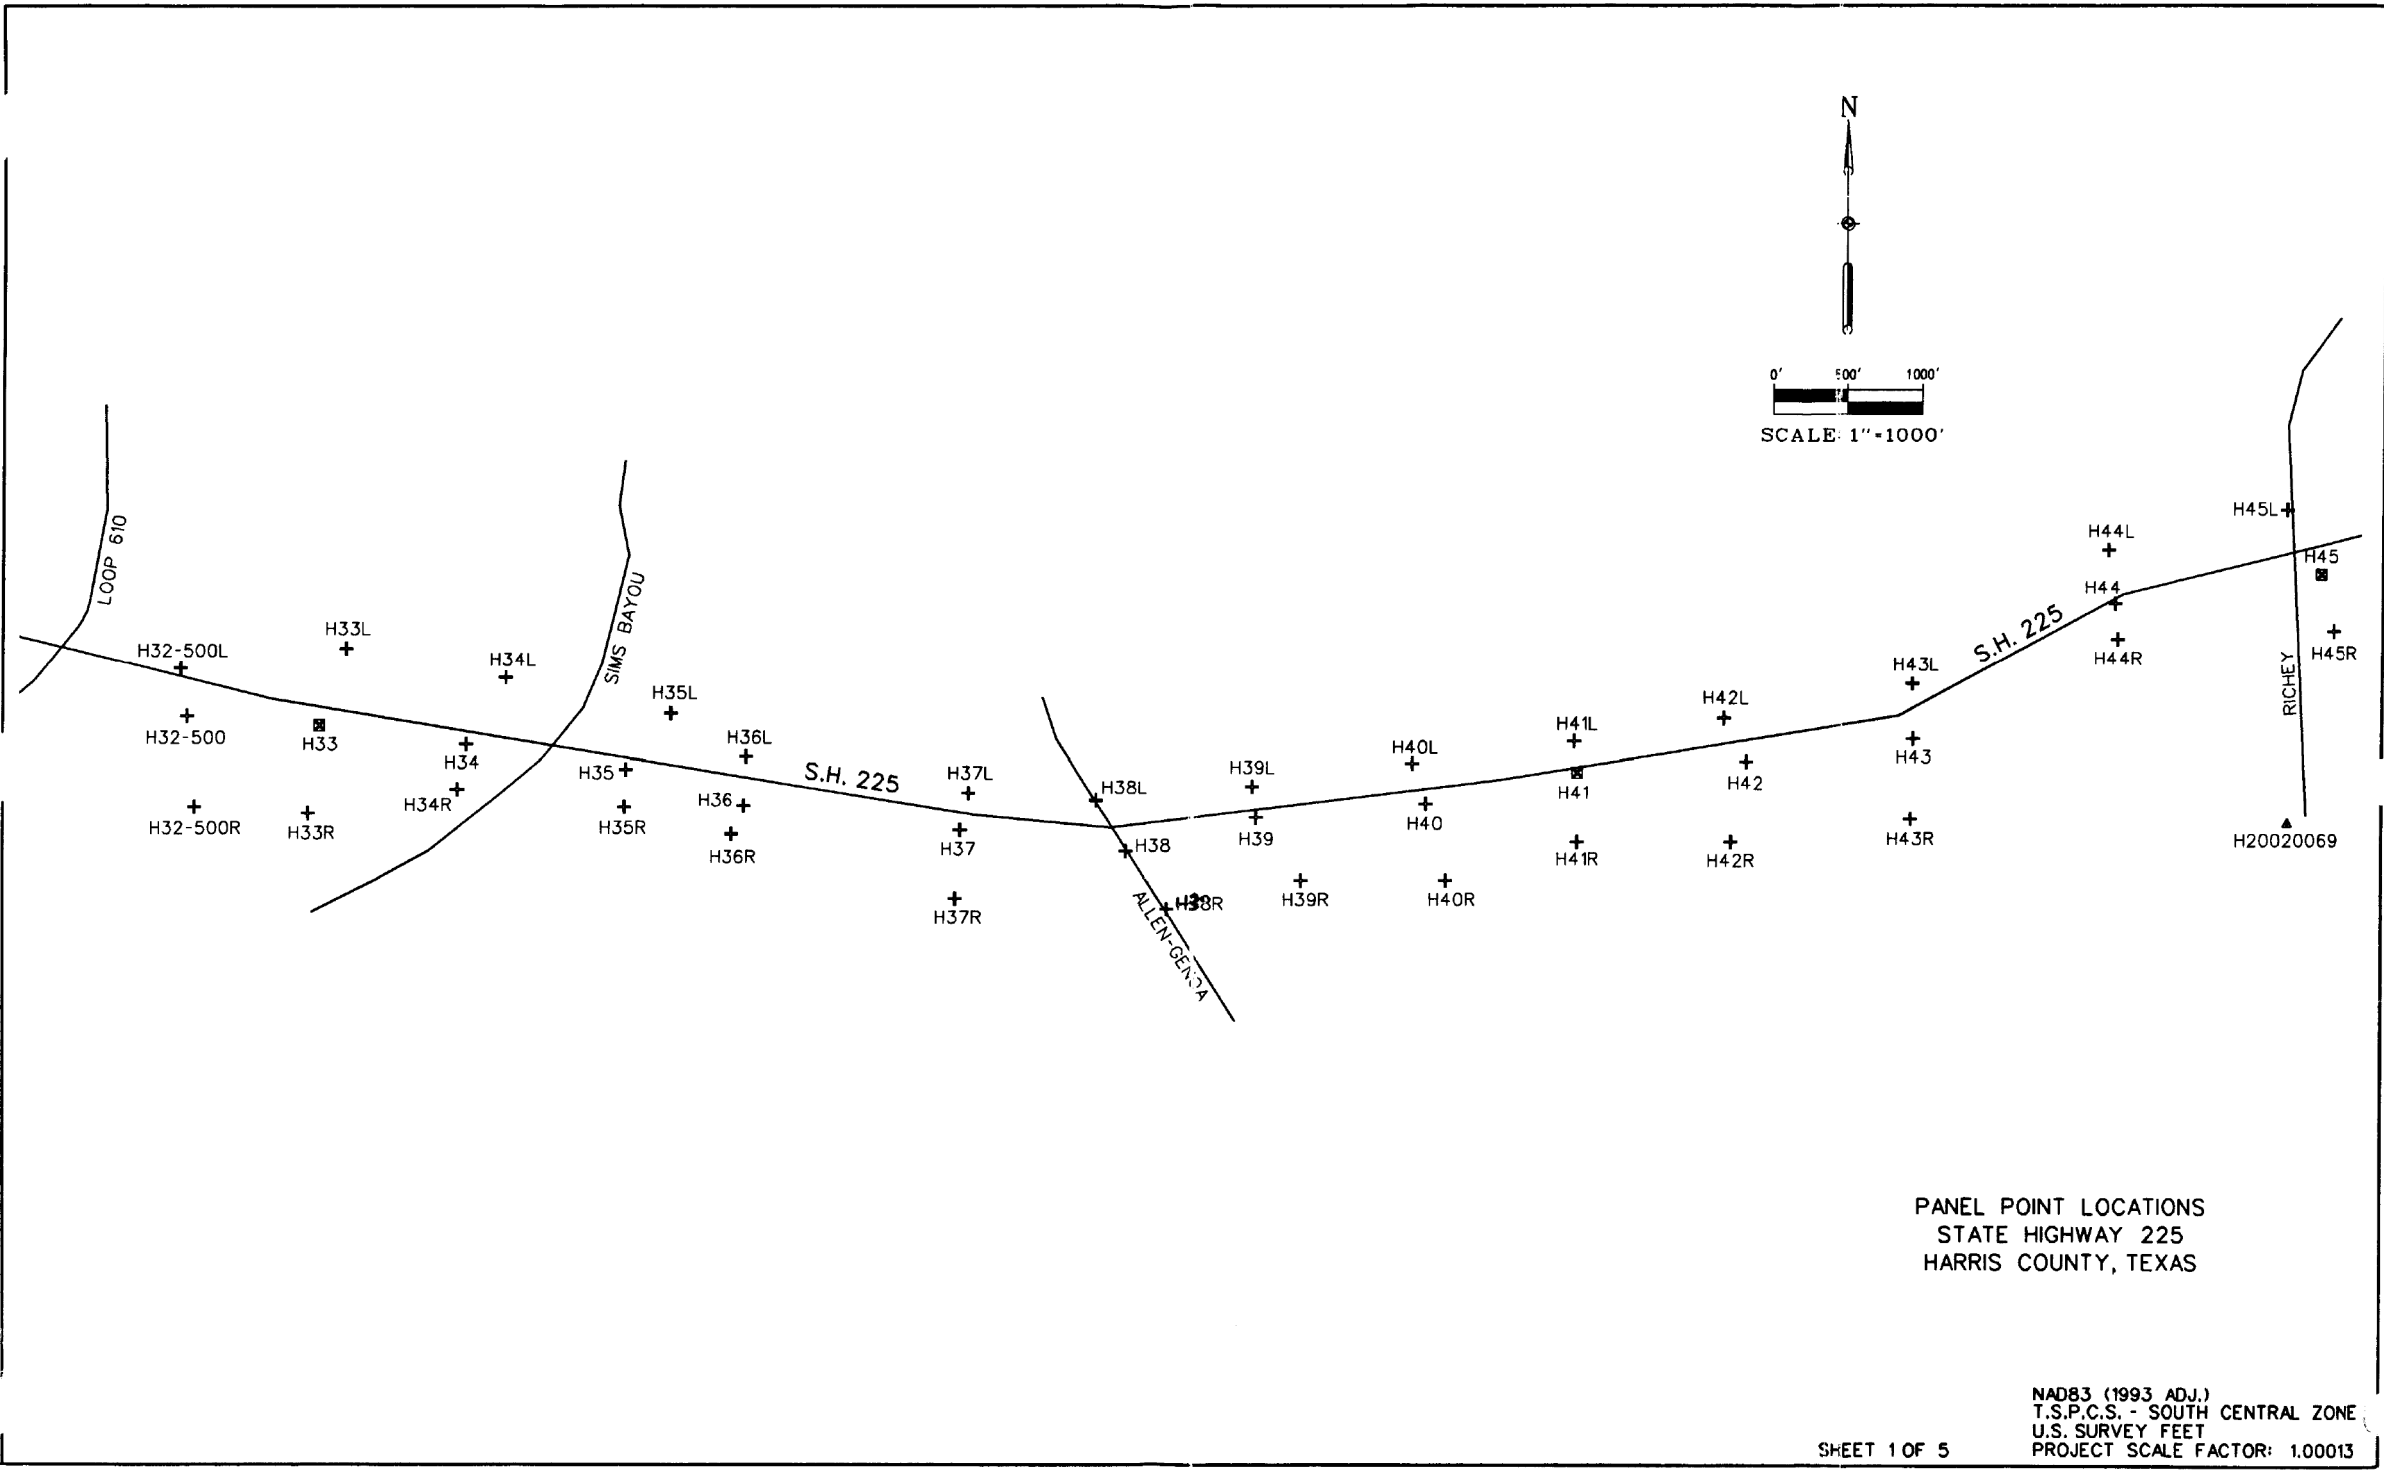 N
0' 500' 1000'
SCALE: 1"=1000'
LOOP 610
SIMS BAYOU
S.H. 225
S.H. 225
RICHEY
H32-500L
H32-500
H32-500R
H33L
H33
H33R
H34L
H34
H34R
H35L
H35
H35R
H36L
H36
H36R
H37L
H37
H37R
H38L
H38
H38R
ALLEN-GENOA
H39L
H39
H39R
H40L
H40
H40R
H41L
H41
H41R
H42L
H42
H42R
H43L
H43
H43R
H44L
H44
H44R
H45L
H45
H45R
H20020069
PANEL POINT LOCATIONS
STATE HIGHWAY 225
HARRIS COUNTY, TEXAS
NAD83 (1993 ADJ.)
T.S.P.C.S. - SOUTH CENTRAL ZONE
U.S. SURVEY FEET
SHEET 1 OF 5 PROJECT SCALE FACTOR: 1.00013